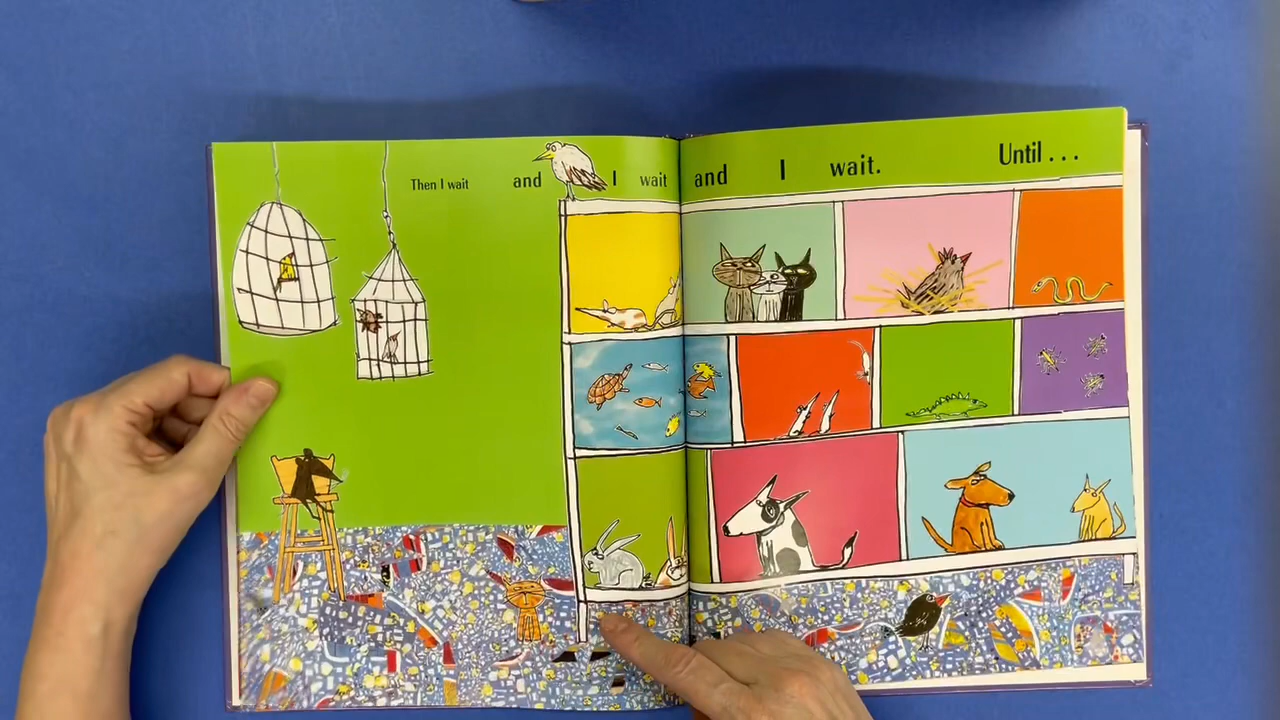 Then I wait and I wait and I wait. Until . . .